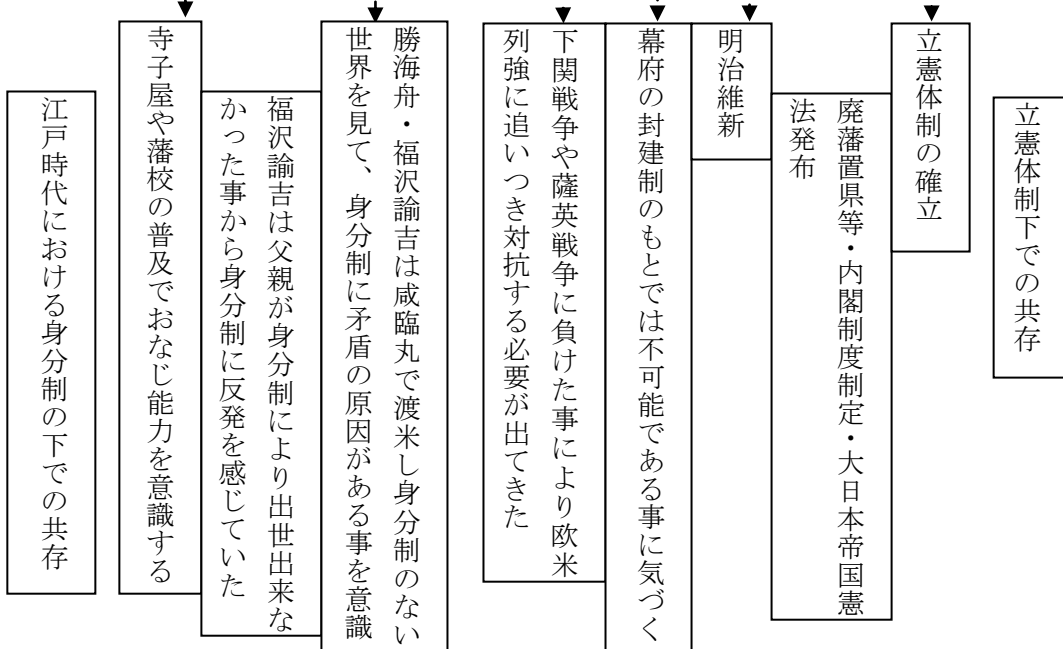 立憲体制下での共存
立憲体制の確立
廃藩置県等・内閣制度制定・大日本帝国憲
法発布
明治維新
幕府の封建制のもとでは不可能である事に気づく
下関戦争や薩英戦争に負けた事により欧米
列強に追いつき対抗する必要が出てきた
勝海舟・福沢諭吉は咸臨丸で渡米し身分制のない
世界を見て、身分制に矛盾の原因がある事を意識
福沢諭吉は父親が身分制により出世出来な
かった事から身分制に反発を感じていた
寺子屋や藩校の普及でおなじ能力を意識する
江戸時代における身分制の下での共存